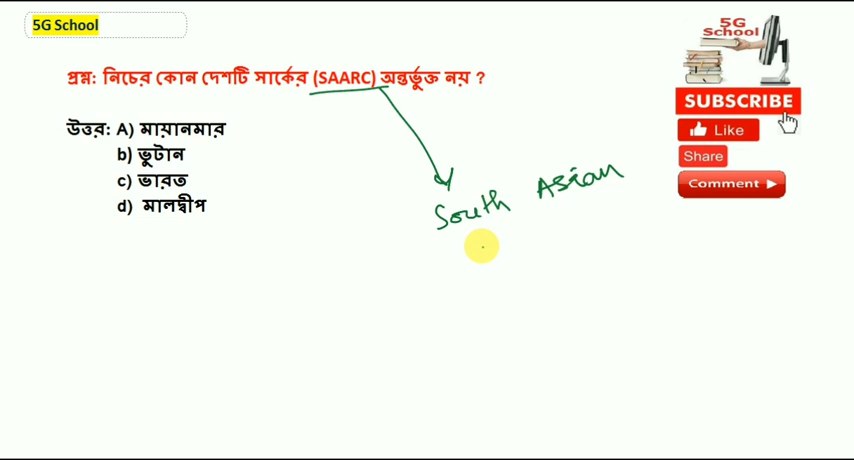 5G School
5G
School
প্রশ্ন: নিচের কোন দেশটি সার্কের (SAARC) অন্তর্ভুক্ত নয় ?
SUBSCRIBE
উত্তর: A) মায়ানমার
Like
b) ভুটান
Share
c) ভারত
Comment
d) মালদ্বীপ
South Asian